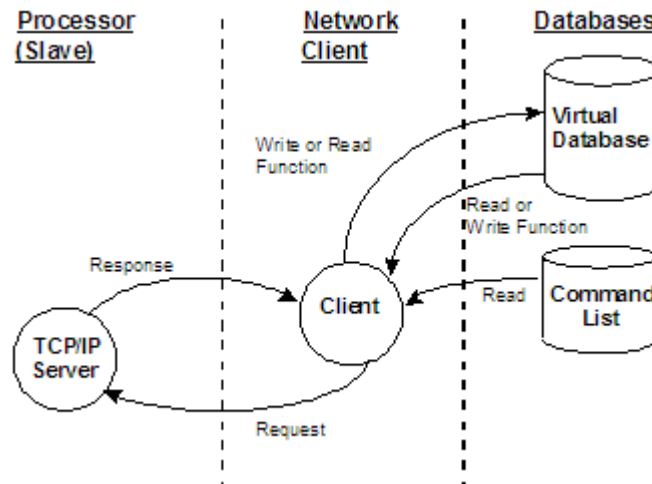 Processor
(Slave)
Network
Client
Databases
Virtual
Database
Write or Read
Function
Read or
Write Function
Response
Client
Read
Command
List
TCP/IP
Server
Request